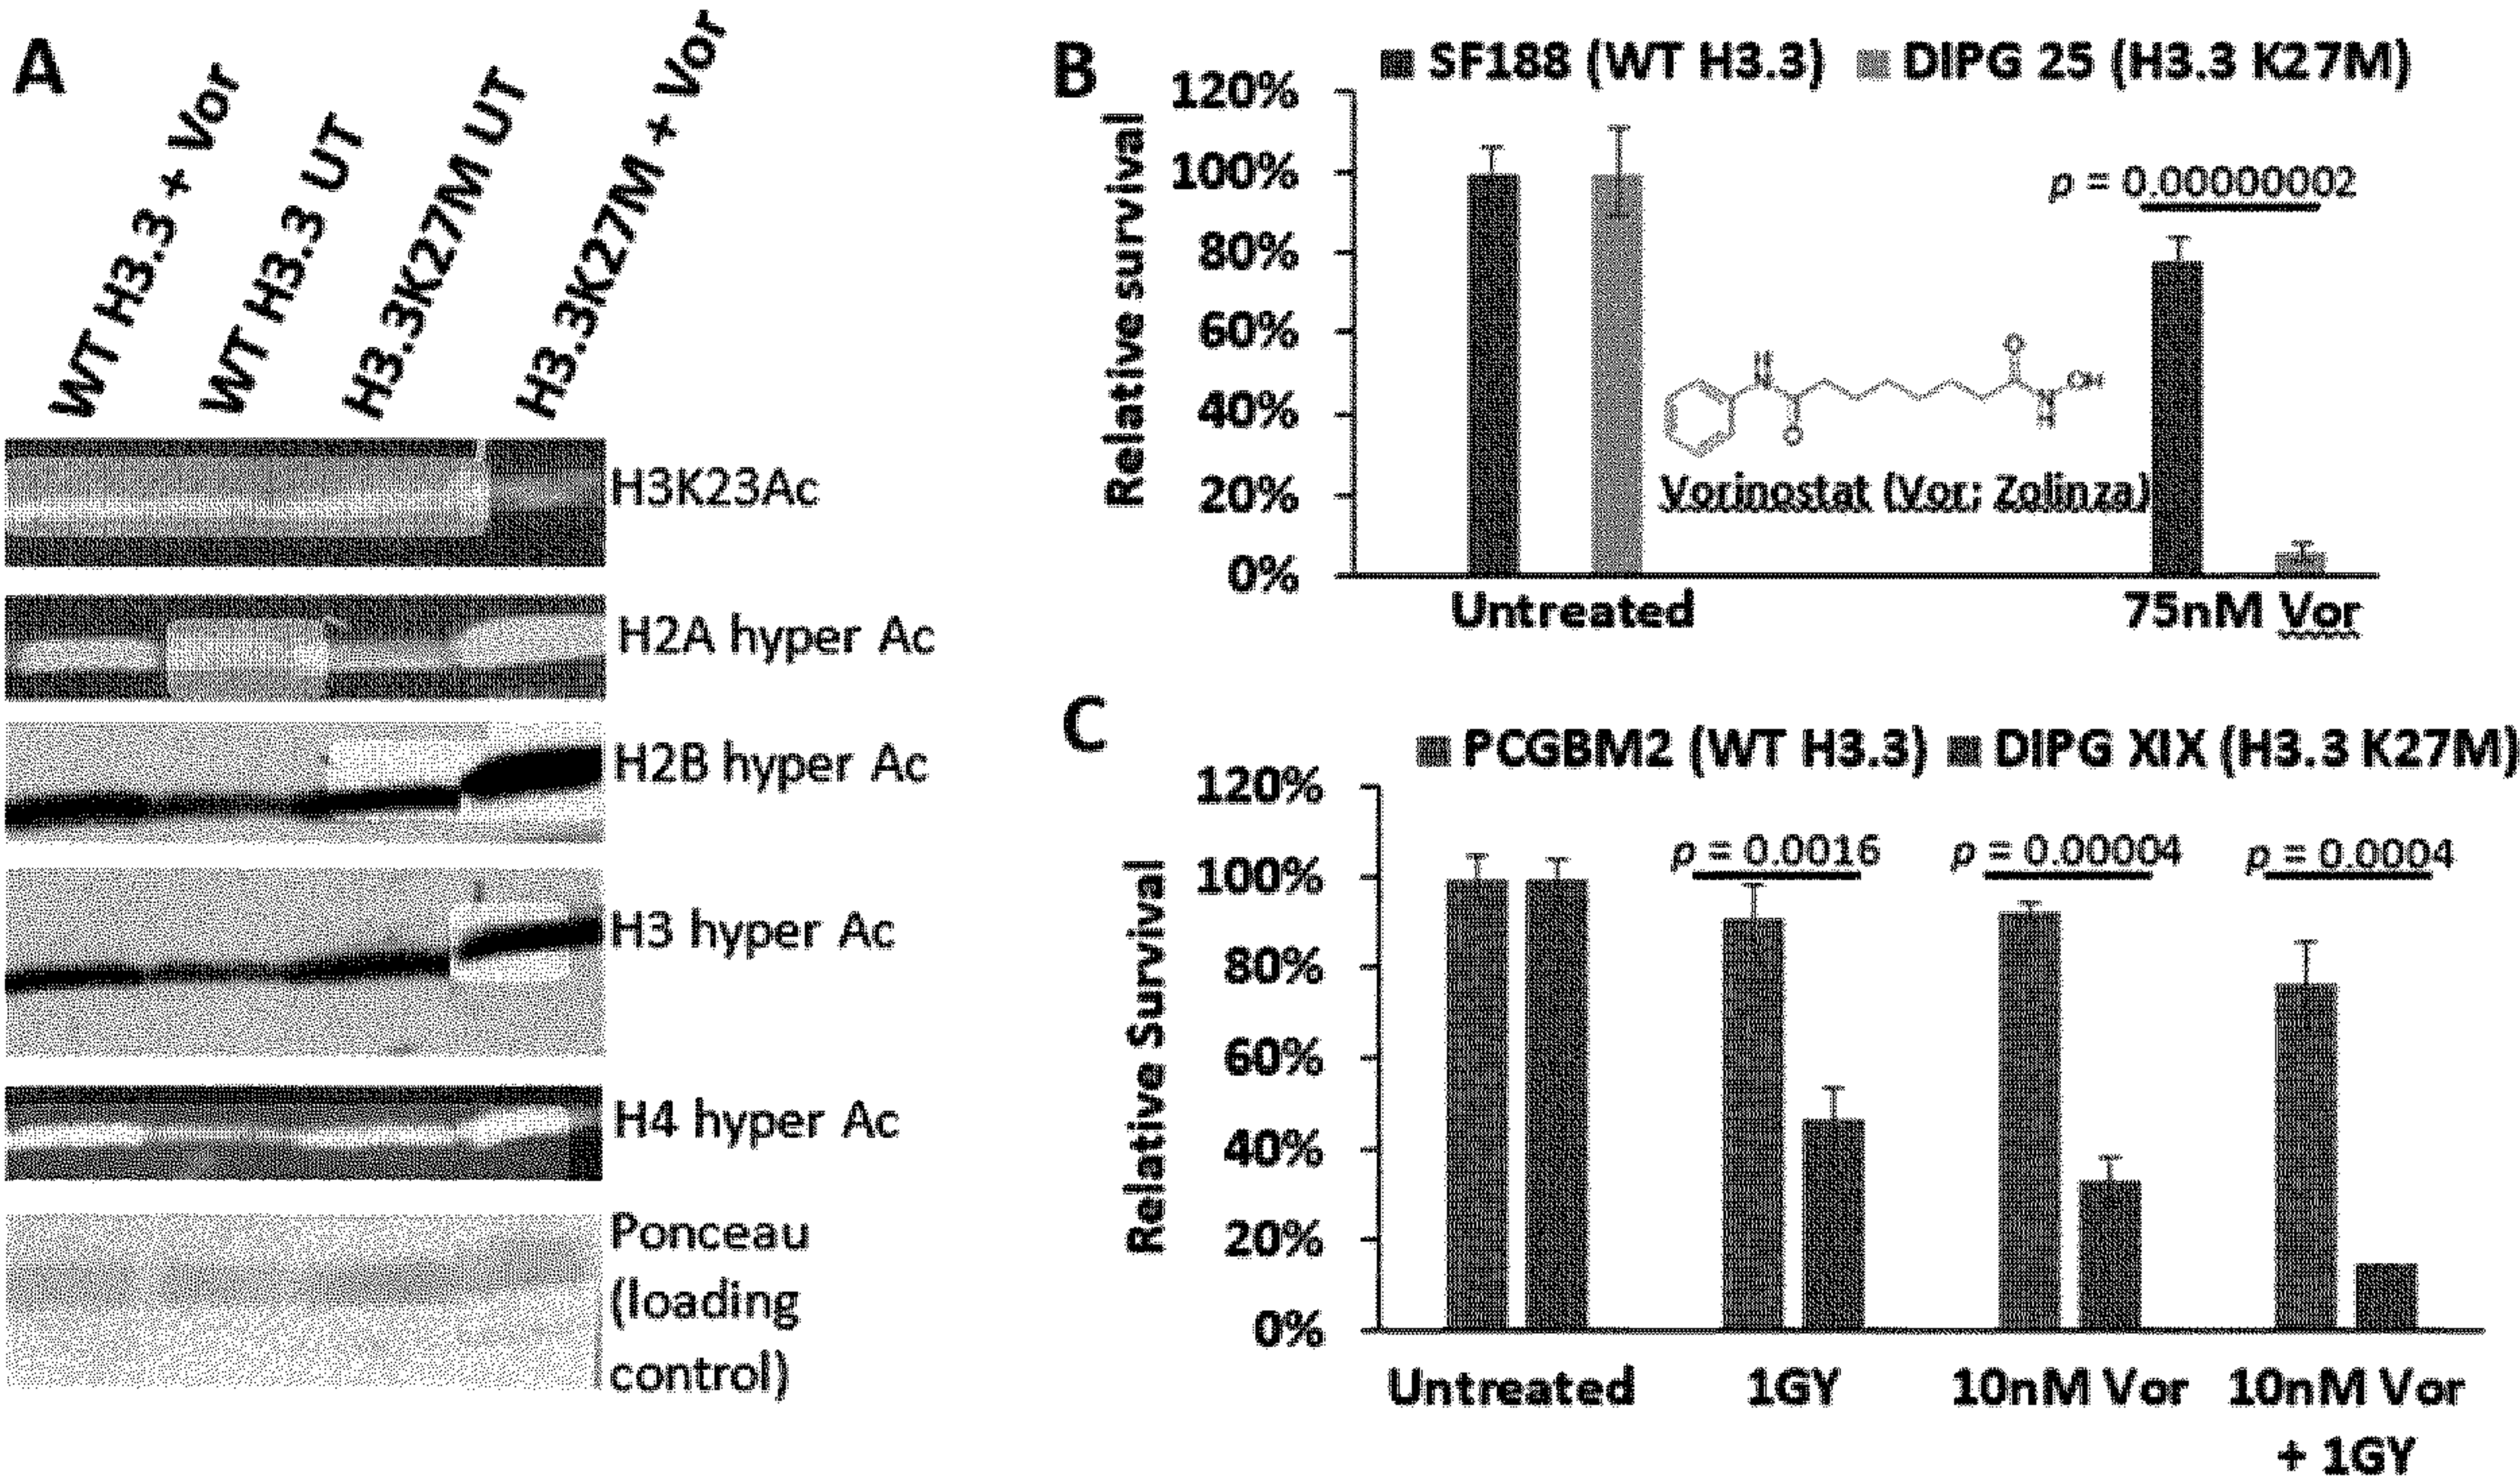 A
WT H3.3 + Vor
WT H3.3 UT
H3.3K27M UT
H3.3K27M + Vor
H3K23Ac
H2A hyper Ac
H2B hyper Ac
H3 hyper Ac
H4 hyper Ac
Ponceau
(loading
control)
B
SF188 (WT H3.3) DIPG 25 (H3.3 K27M)
Relative survival
120%
100%
80%
60%
40%
20%
0%
p = 0.00000002
H
N
O
O
N
H
OH
Vorinostat (Vor; Zolinza)
Untreated
75nM Vor
C
PCGBM2 (WT H3.3) DIPG XIX (H3.3 K27M)
Relative Survival
120%
100%
80%
60%
40%
20%
0%
p = 0.0016
p = 0.00004
p = 0.0004
Untreated
1GY
10nM Vor
10nM Vor
+ 1GY